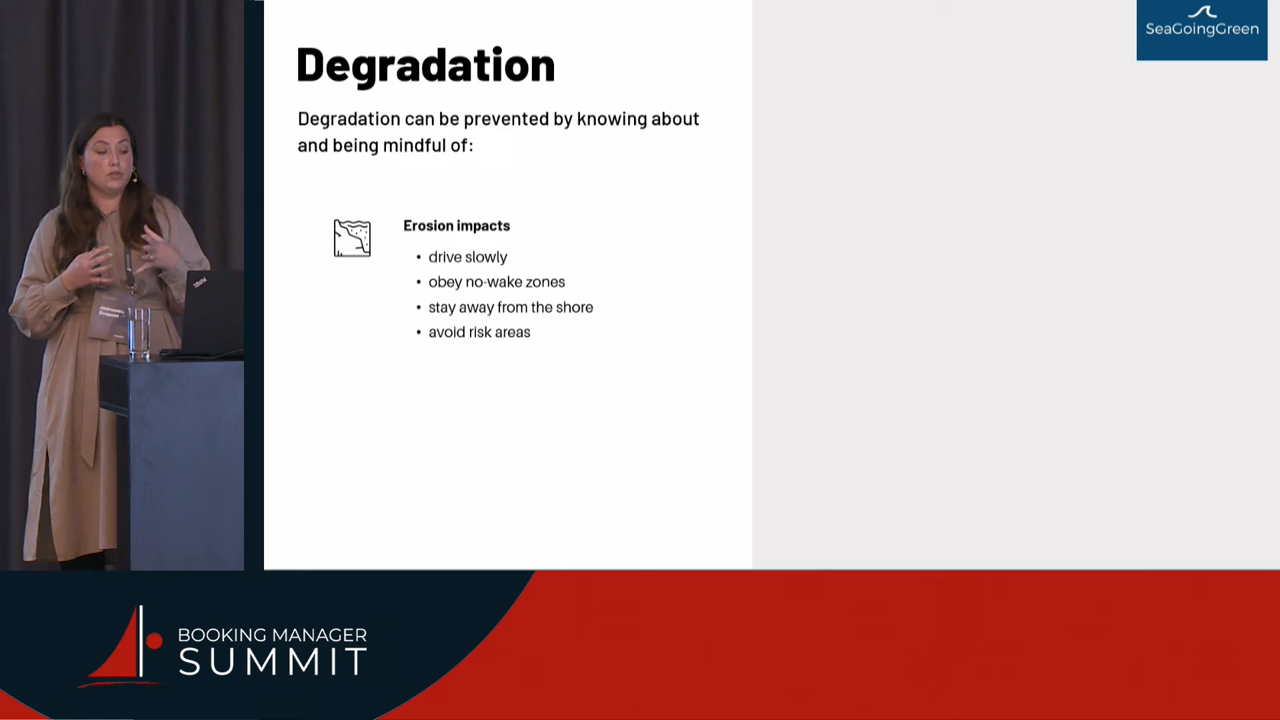 SeaGoingGreen
Degradation
Degradation can be prevented by knowing about
and being mindful of:
Erosion impacts
• drive slowly
• obey no-wake zones
• stay away from the shore
• avoid risk areas
BOOKING MANAGER
SUMMIT